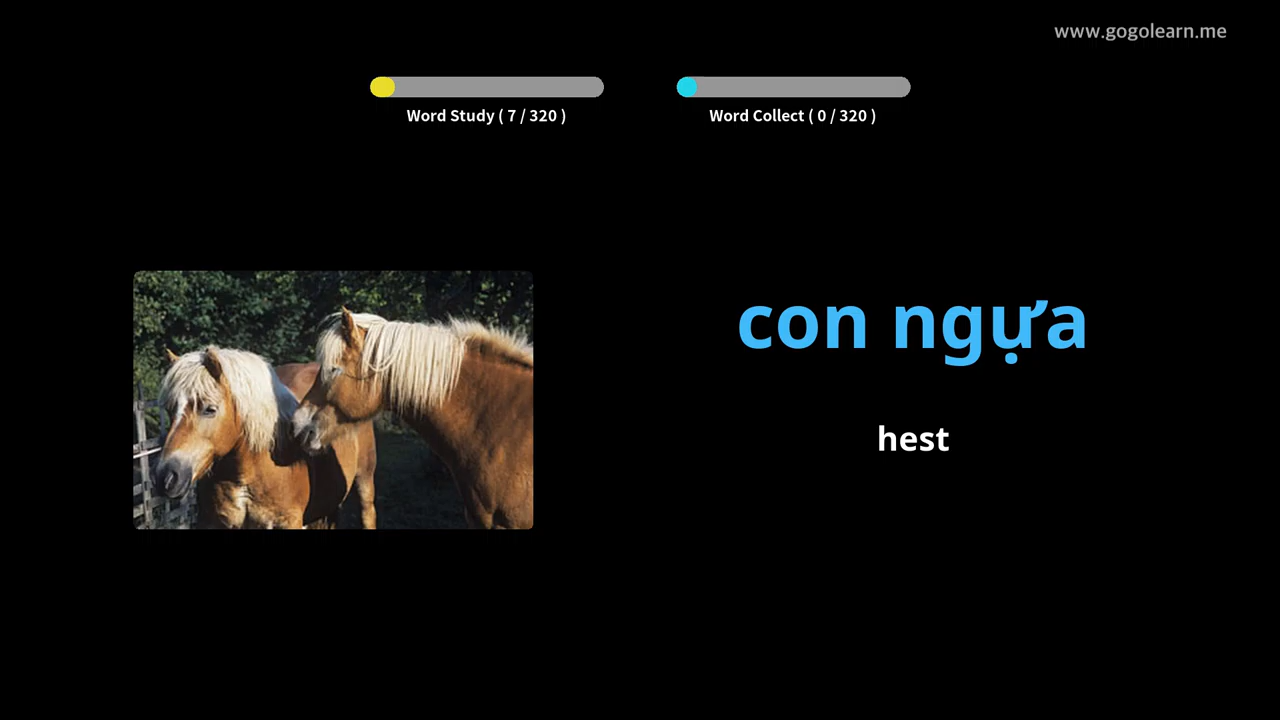 www.gogolearn.me
Word Study ( 7 / 320 )
Word Collect ( 0 / 320 )
con ngựa
hest